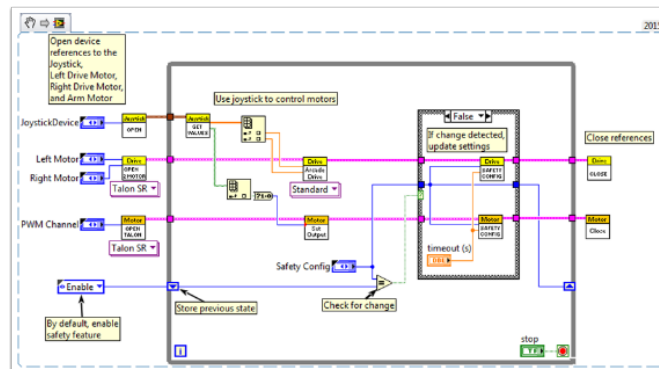 2015
Open device
references to the
Joystick,
Left Drive Motor,
Right Drive Motor,
and Arm Motor
Use joystick to control motors
False
If change detected,
update settings
Close references
JoystickDevice
Joystick
OPEN
Joystick
GET
VALUES
Left Motor
Right Motor
Drive
OPEN
2 MOTOR
Talon SR
Drive
Arcade
Drive
Standard
Drive
SAFETY
CONFIG
Drive
CLOSE
PWM Channel
Motor
OPEN
TALON
Talon SR
Motor
Set
Output
Motor
SAFETY
CONFIG
Motor
Close
timeout (s)
DBL
Safety Config
Enable
Store previous state
Check for change
By default, enable
safety feature
i
stop
TF